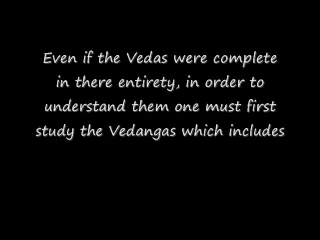 Even if the Vedas were complete
in there entirety, in order to
understand them one must first
study the Vedangas which includes